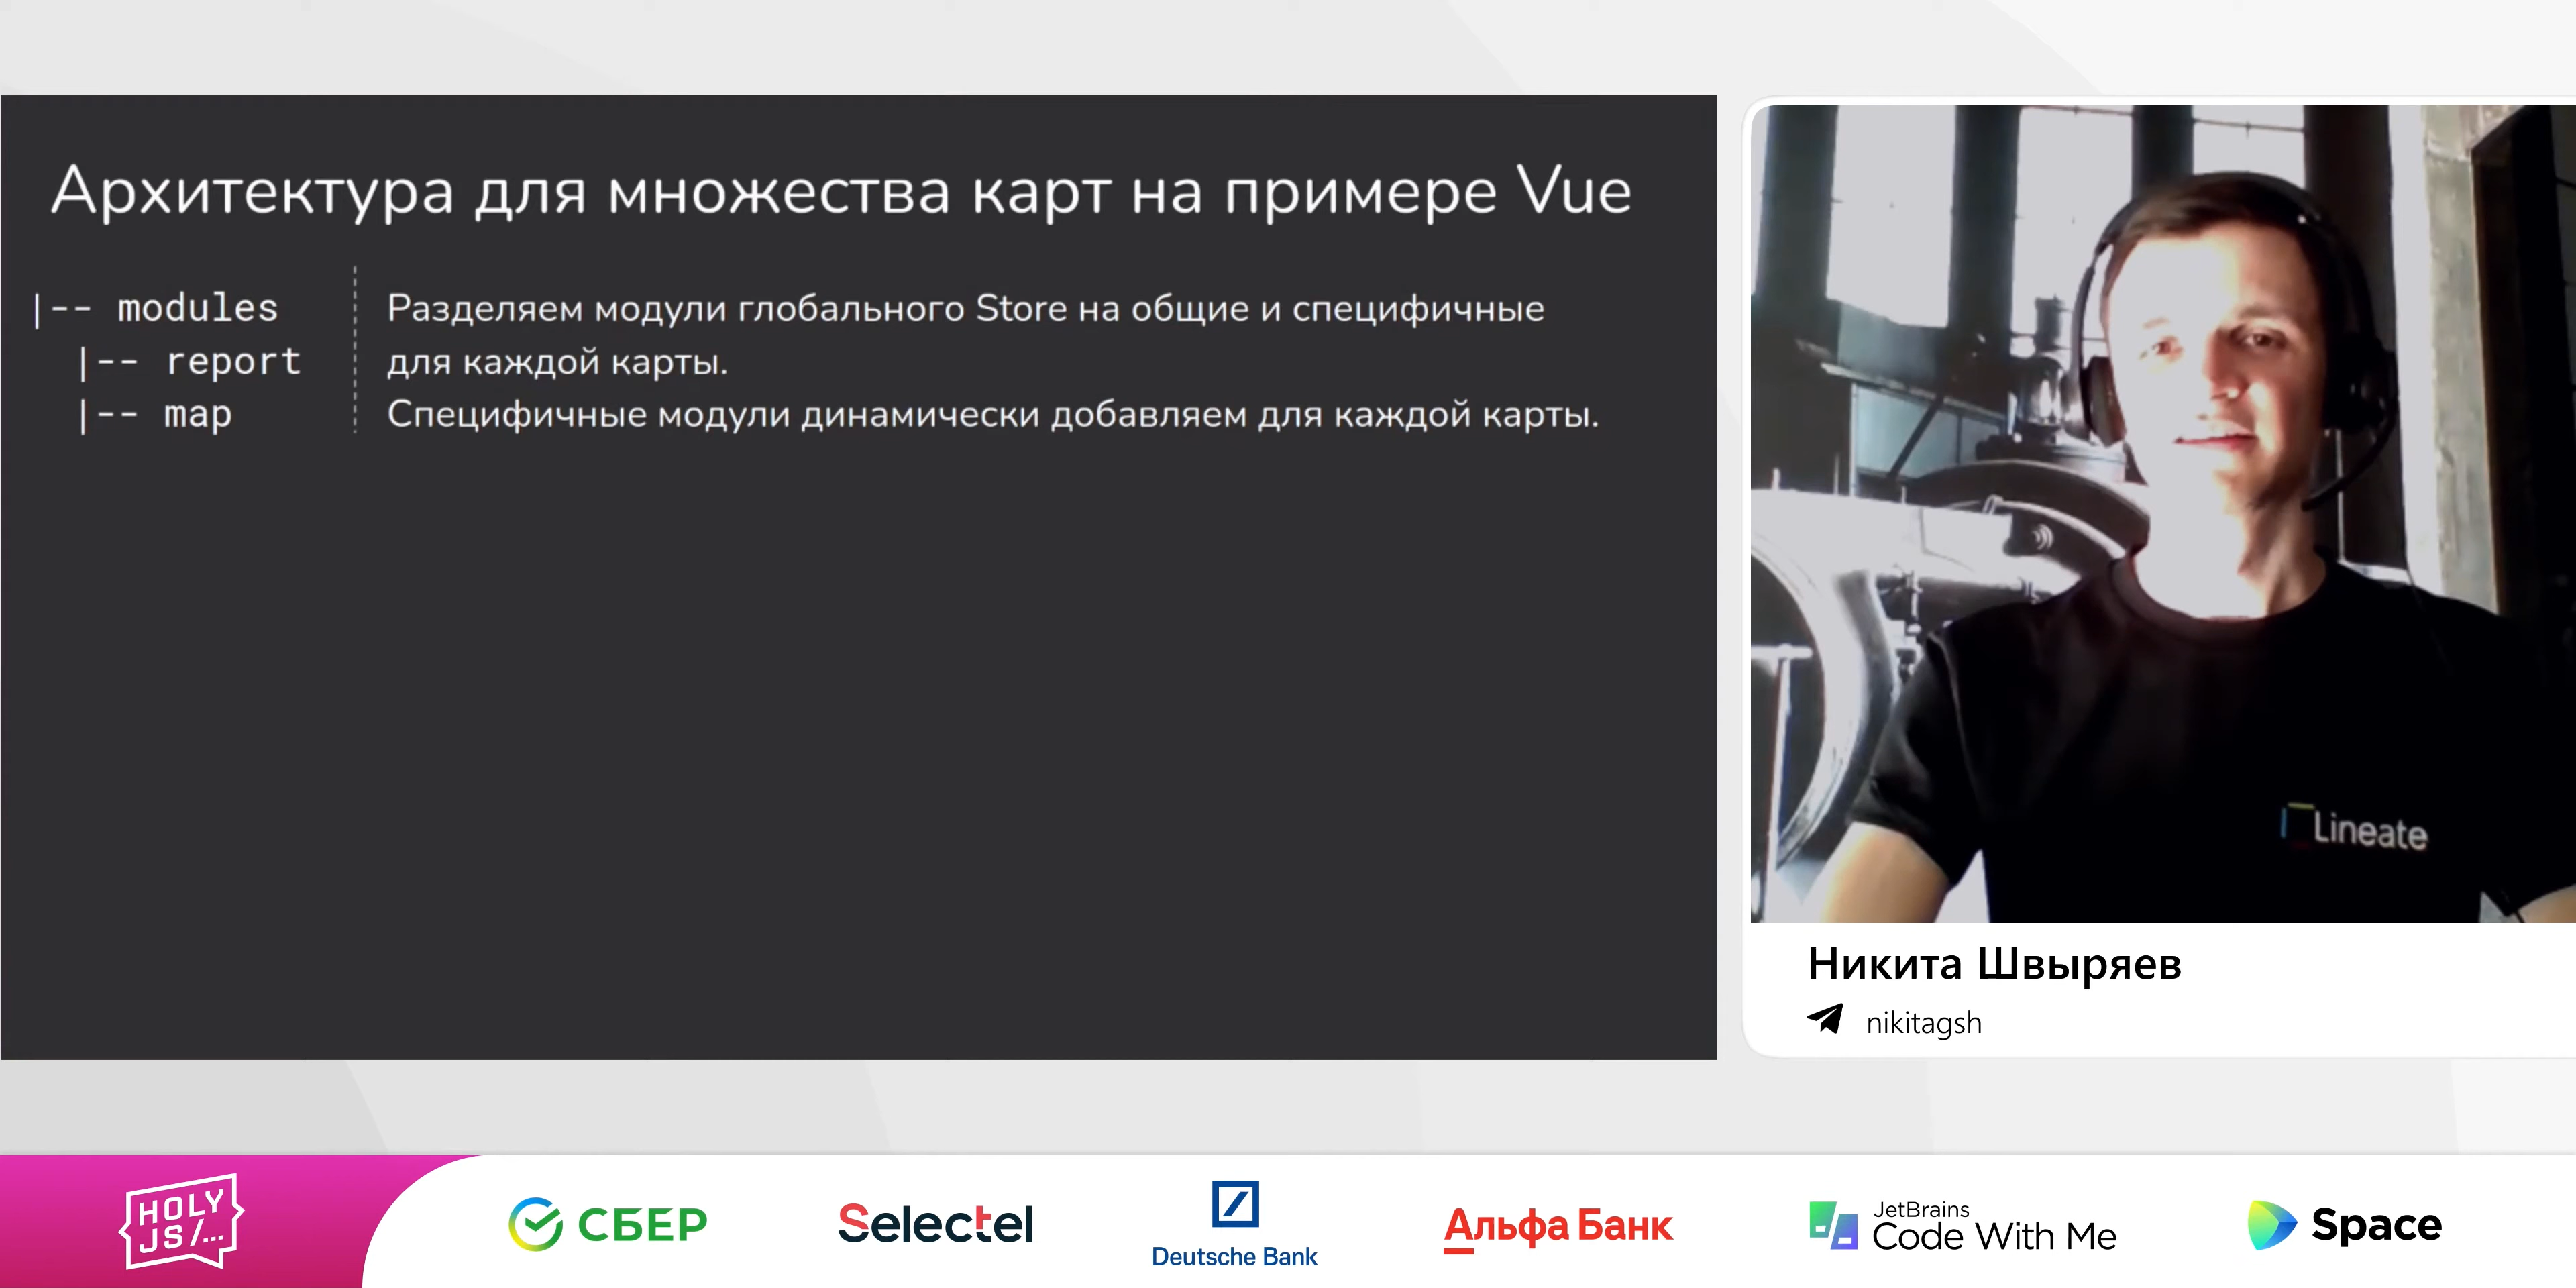 Архитектура для множества карт на примере Vue
|-- modules
|-- report
|-- map
Разделяем модули глобального Store на общие и специфичные
для каждой карты.
Специфичные модули динамически добавляем для каждой карты.
Lineate
Никита Швыряев
nikitagsh
HOLY
JS/...
СБЕР
Selectel
Deutsche Bank
Альфа Банк
JetBrains
Code With Me
Space